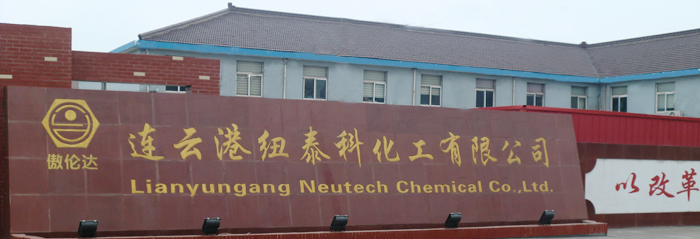 傲伦达
连云港纽泰科化工有限公司
Lianyungang Neutech Chemical Co.,Ltd.
以改革